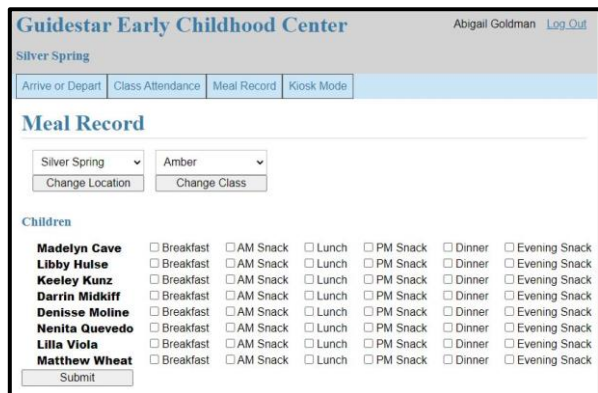 Guidestar Early Childhood Center Abigail Goldman Log Out
Silver Spring
Arrive or Depart Class Attendance Meal Record Kiosk Mode
Meal Record
Silver Spring Amber
Change Location Change Class
Children
Madelyn Cave Breakfast AM Snack Lunch PM Snack Dinner Evening Snack
Libby Hulse Breakfast AM Snack Lunch PM Snack Dinner Evening Snack
Keeley Kunz Breakfast AM Snack Lunch PM Snack Dinner Evening Snack
Darrin Midkiff Breakfast AM Snack Lunch PM Snack Dinner Evening Snack
Denisse Moline Breakfast AM Snack Lunch PM Snack Dinner Evening Snack
Nenita Quevedo Breakfast AM Snack Lunch PM Snack Dinner Evening Snack
Lilla Viola Breakfast AM Snack Lunch PM Snack Dinner Evening Snack
Matthew Wheat Breakfast AM Snack Lunch PM Snack Dinner Evening Snack
Submit